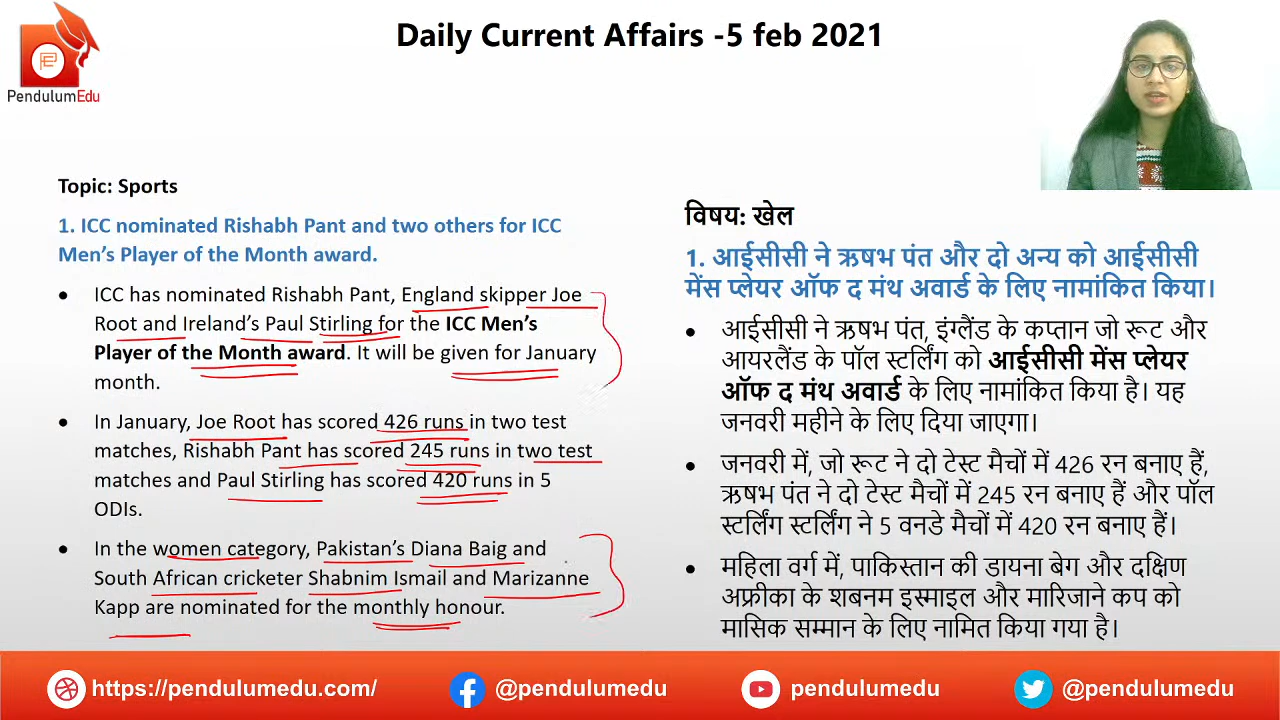 Daily Current Affairs -5 feb 2021
PendulumEdu
Topic: Sports
1. ICC nominated Rishabh Pant and two others for ICC
Men's Player of the Month award.
• ICC has nominated Rishabh Pant, England skipper Joe
Root and Ireland's Paul Stirling for the ICC Men's
Player of the Month award. It will be given for January
month.
• In January, Joe Root has scored 426 runs in two test
matches, Rishabh Pant has scored 245 runs in two test
matches and Paul Stirling has scored 420 runs in 5
ODIs.
• In the women category, Pakistan's Diana Baig and
South African cricketer Shabnim Ismail and Marizanne
Kapp are nominated for the monthly honour.
विषय: खेल
1. आईसीसी ने ऋषभ पंत और दो अन्य को आईसीसी
मेंस प्लेयर ऑफ द मंथ अवार्ड के लिए नामांकित किया।
• आईसीसी ने ऋषभ पंत, इंग्लैंड के कप्तान जो रूट और
आयरलैंड के पॉल स्टर्लिंग को आईसीसी मेंस प्लेयर
ऑफ द मंथ अवार्ड के लिए नामांकित किया है। यह
जनवरी महीने के लिए दिया जाएगा।
• जनवरी में, जो रूट ने दो टेस्ट मैचों में 426 रन बनाए हैं,
ऋषभ पंत ने दो टेस्ट मैचों में 245 रन बनाए हैं और पॉल
स्टर्लिंग स्टर्लिंग ने 5 वनडे मैचों में 420 रन बनाए हैं।
• महिला वर्ग में, पाकिस्तान की डायना बेग और दक्षिण
अफ्रीका के शबनम इस्माइल और मारिजाने कप को
मासिक सम्मान के लिए नामित किया गया है।
https://pendulumedu.com/
@pendulumedu
pendulumedu
@pendulumedu